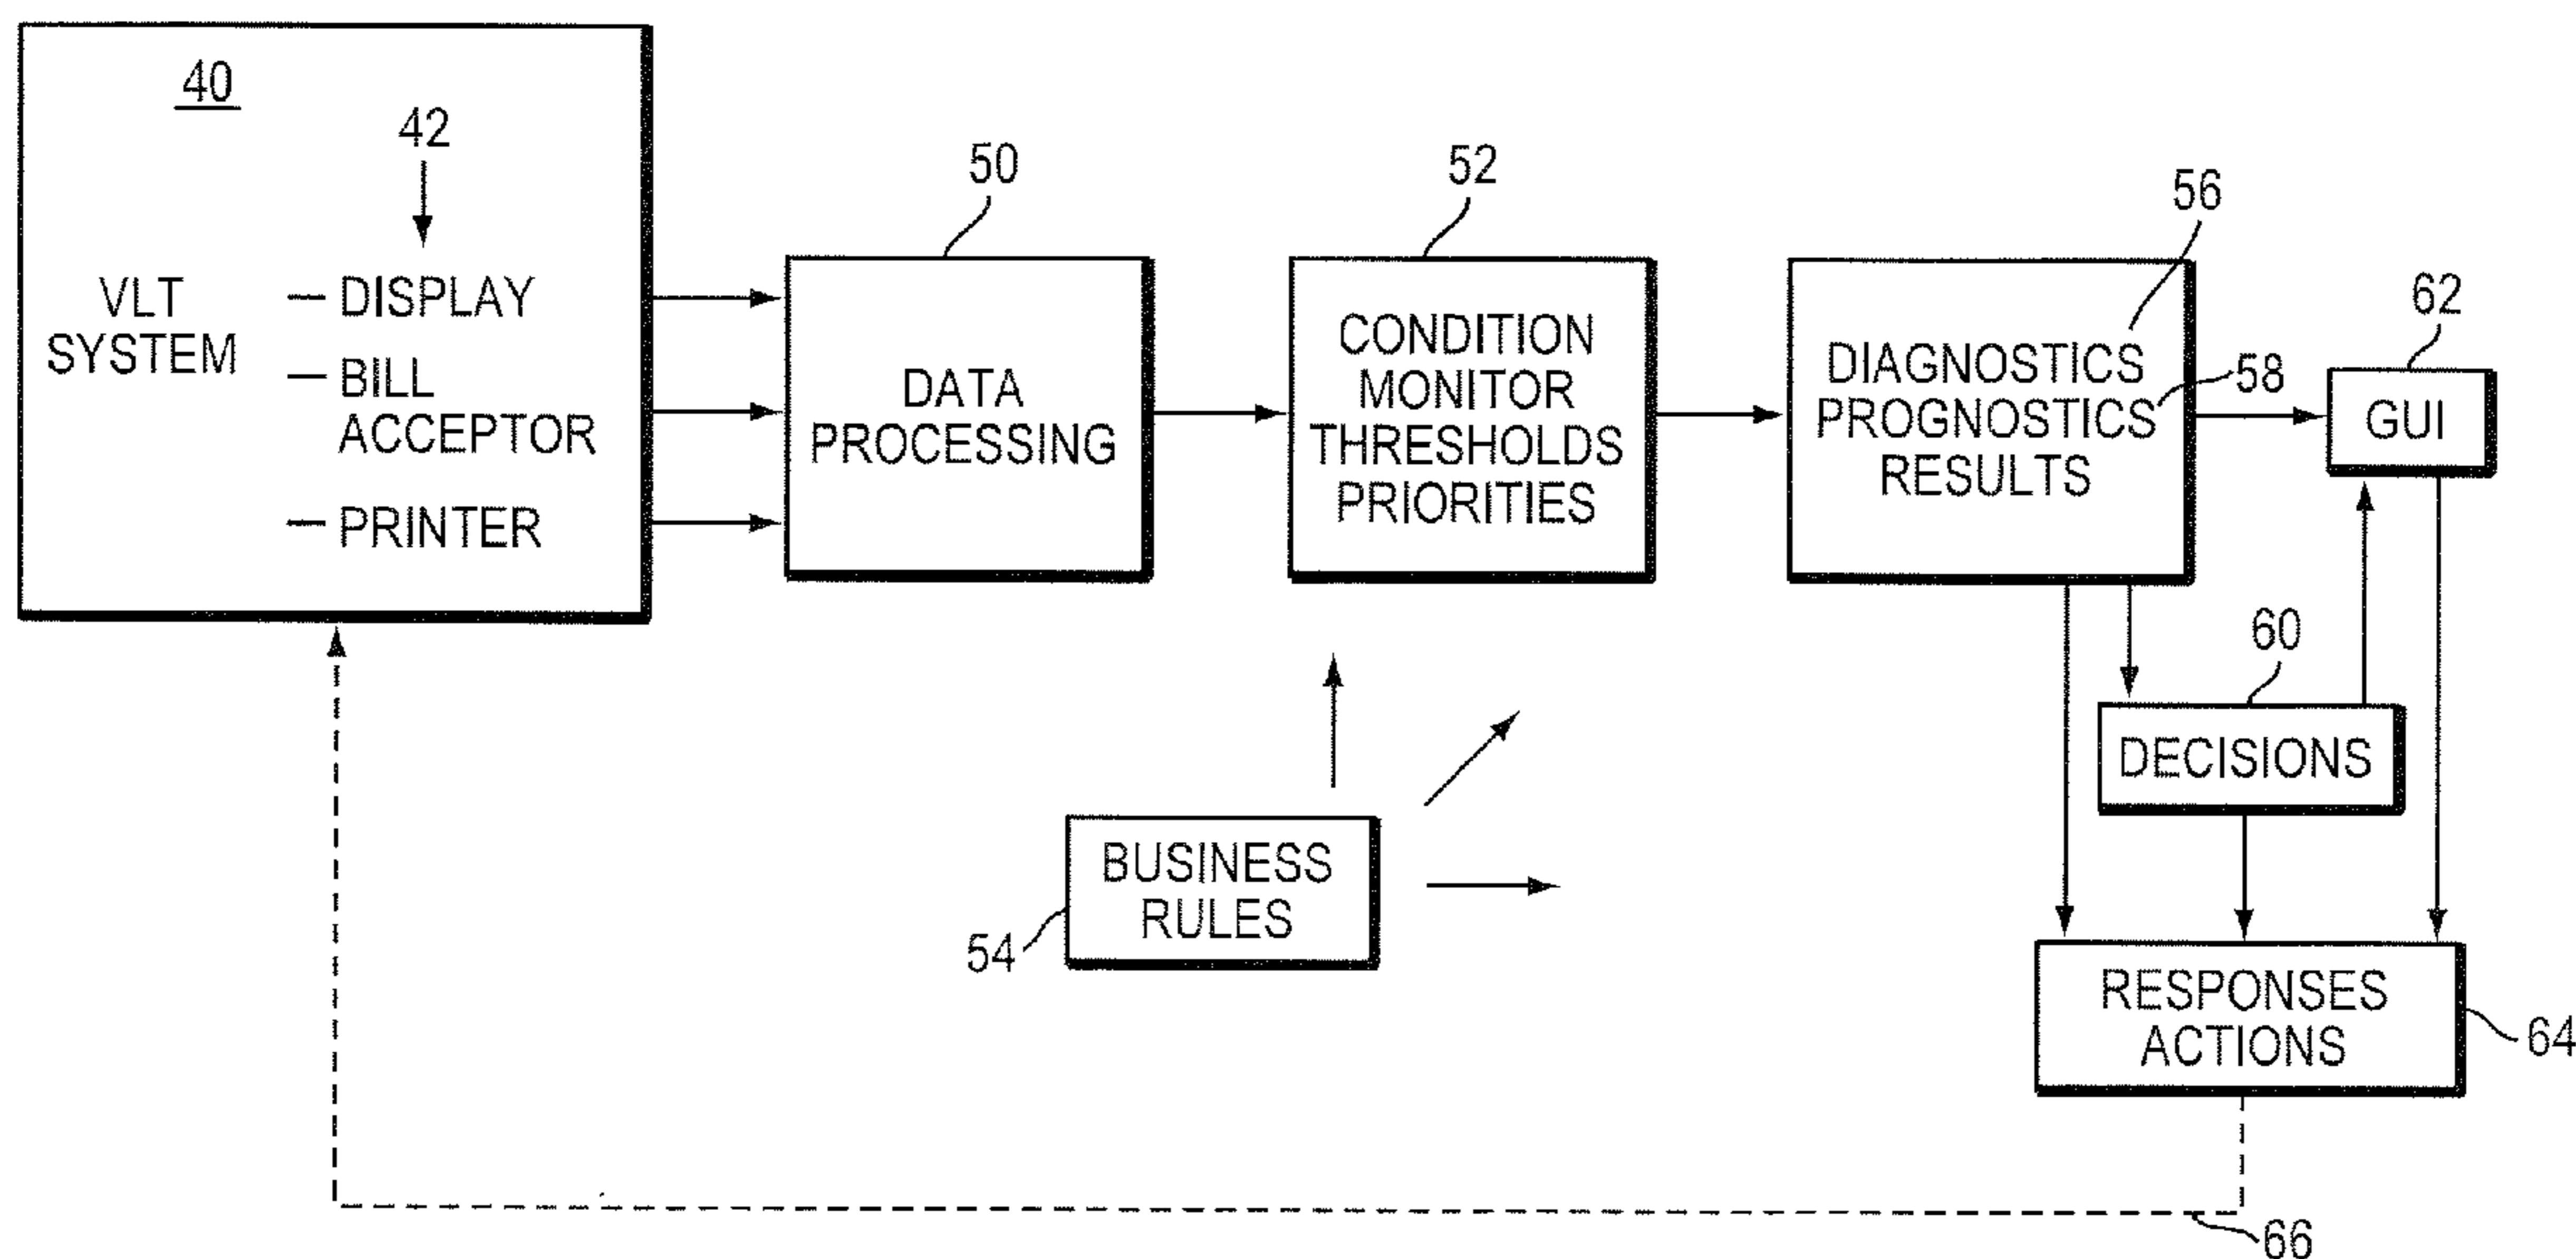 40
42
VLT
SYSTEM
— DISPLAY
— BILL
ACCEPTOR
— PRINTER
50
DATA
PROCESSING
52
CONDITION
MONITOR
THRESHOLDS
PRIORITIES
56
DIAGNOSTICS
PROGNOSTICS 58
RESULTS
62
GUI
60
DECISIONS
BUSINESS
RULES
54
RESPONSES
ACTIONS
64
66